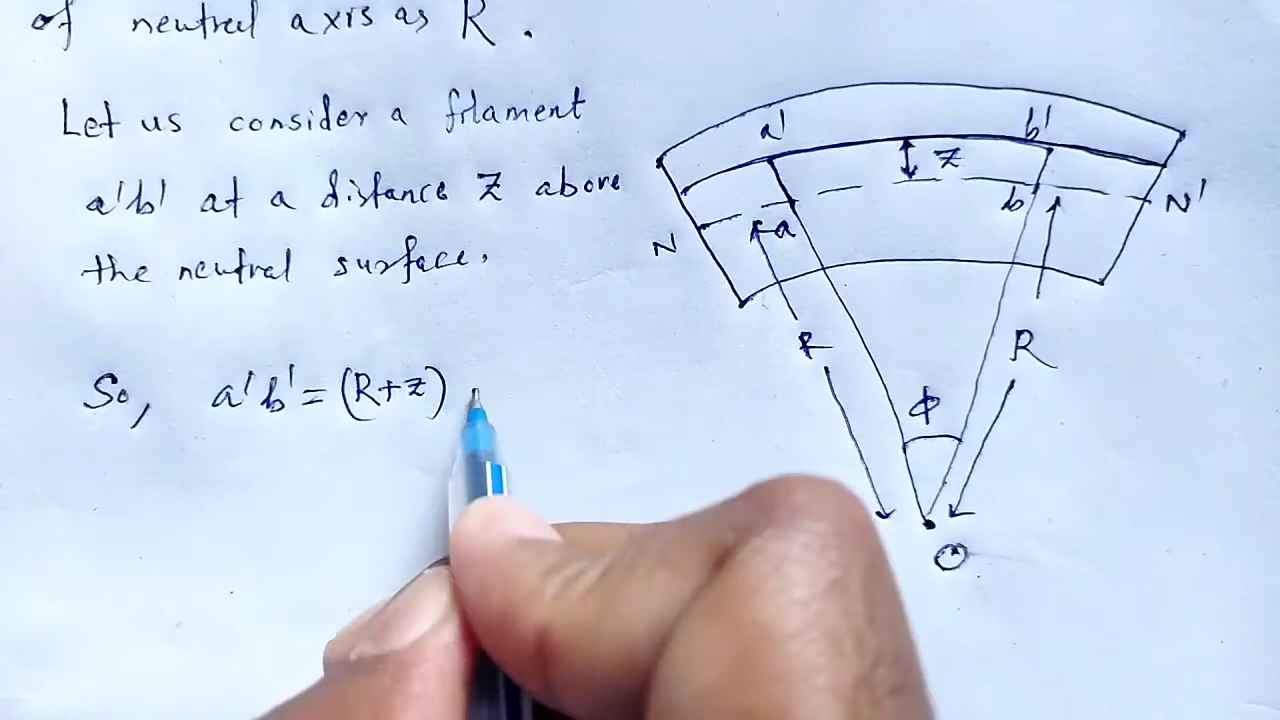 of neutral axis as R.
Let us consider a filament
a'b' at a distance z above
the neutral surface.
So, a'b' = (R+z)
a'
b'
z
N
a
b
N'
R
R
φ
O